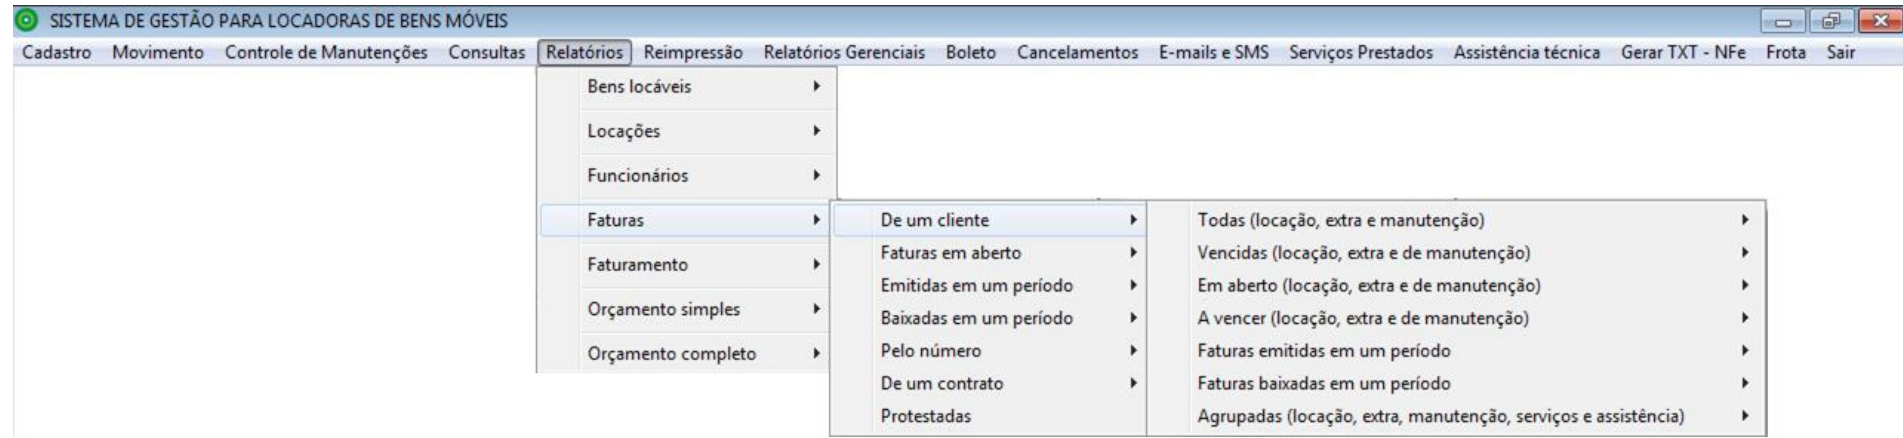 SISTEMA DE GESTÃO PARA LOCADORAS DE BENS MÓVEIS
Cadastro Movimento Controle de Manutenções Consultas Relatórios Reimpressão Relatórios Gerenciais Boleto Cancelamentos E-mails e SMS Serviços Prestados Assistência técnica Gerar TXT - NFe Frota Sair
Bens locáveis
Locações
Funcionários
Faturas
Faturamento
Orçamento simples
Orçamento completo
De um cliente
Faturas em aberto
Emitidas em um período
Baixadas em um período
Pelo número
De um contrato
Protestadas
Todas (locação, extra e manutenção)
Vencidas (locação, extra e de manutenção)
Em aberto (locação, extra e de manutenção)
A vencer (locação, extra e de manutenção)
Faturas emitidas em um período
Faturas baixadas em um período
Agrupadas (locação, extra, manutenção, serviços e assistência)